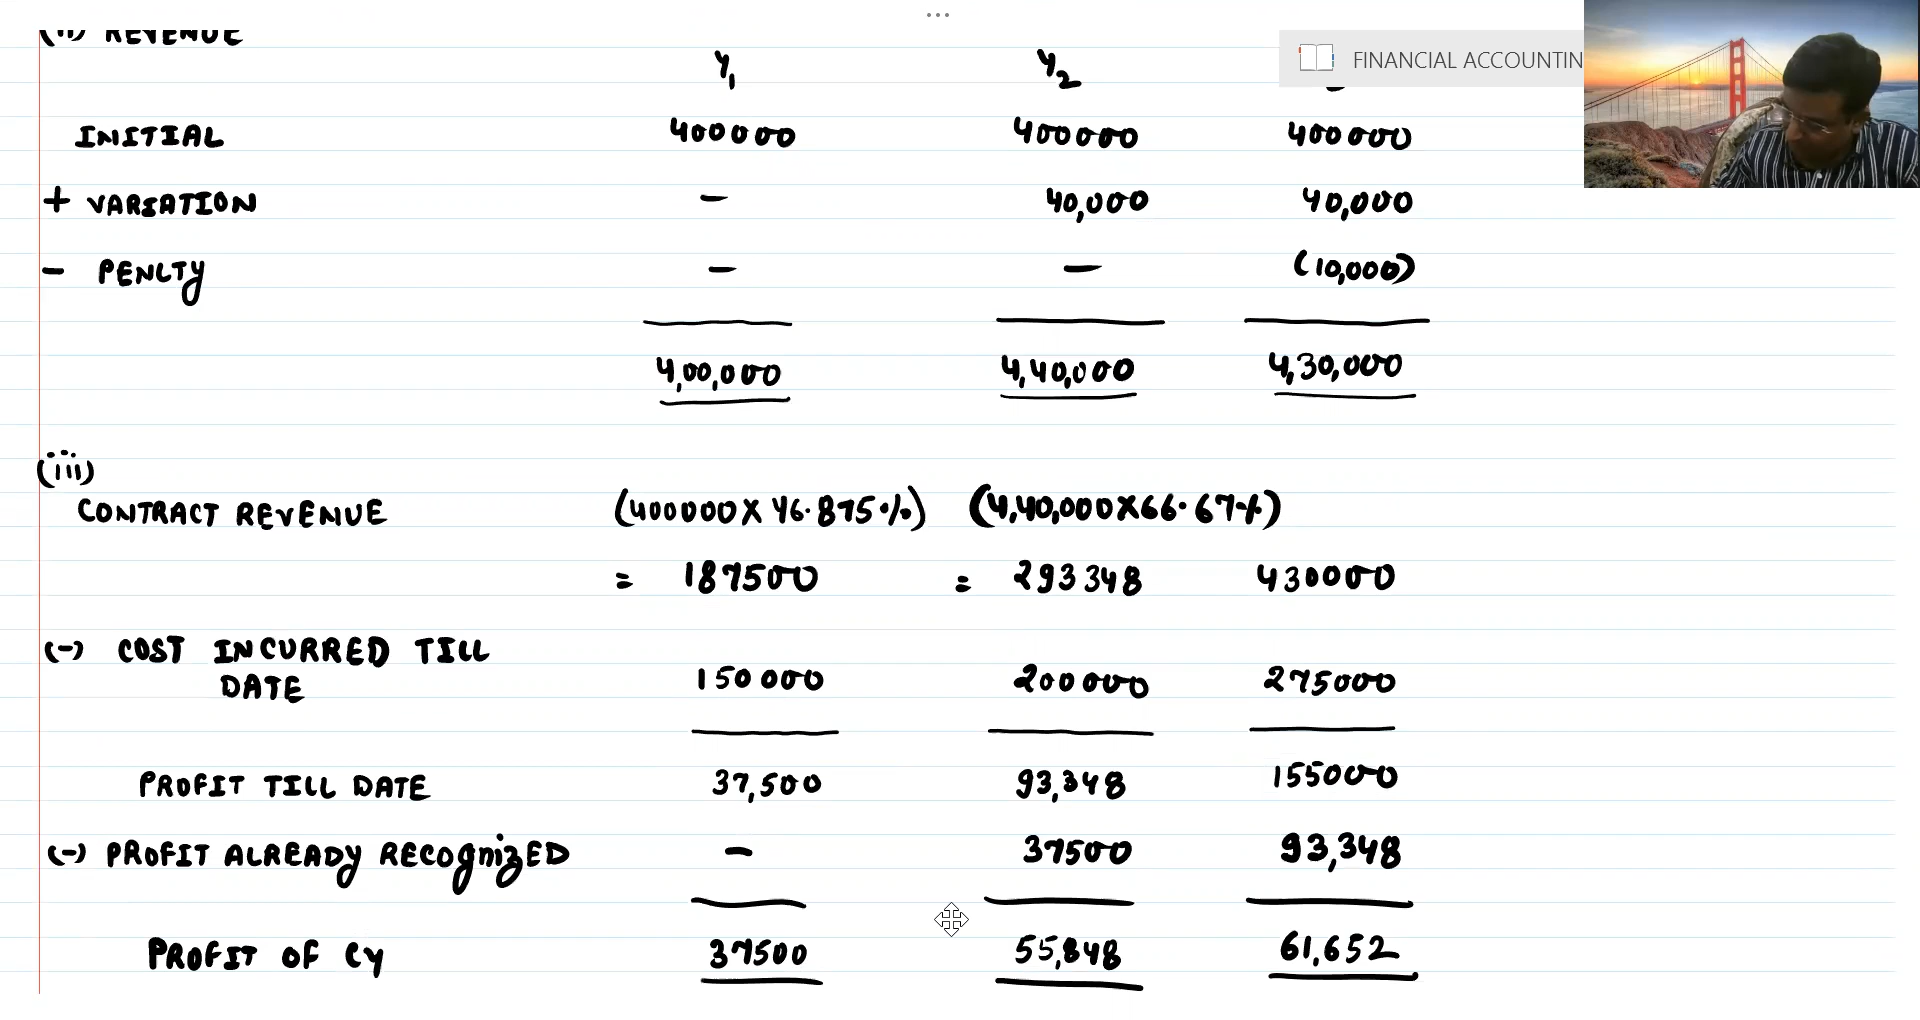 (ii) REVENUE
Y1 Y2
FINANCIAL ACCOUNTIN
INITIAL 400000 400000 400000
+ VARIATION - 40,000 40,000
- PENLTY - - (10,000)
4,00,000 4,40,000 4,30,000
(iii)
CONTRACT REVENUE (400000 X 46.875%) (4,40,000X66.67%)
= 187500 = 293348 430000
(-) COST INCURRED TILL
DATE 150000 200000 275000
PROFIT TILL DATE 37,500 93,348 155000
(-) PROFIT ALREADY RECOgnizED - 37500 93,348
PROFIT OF Cy 37500 55,848 61,652